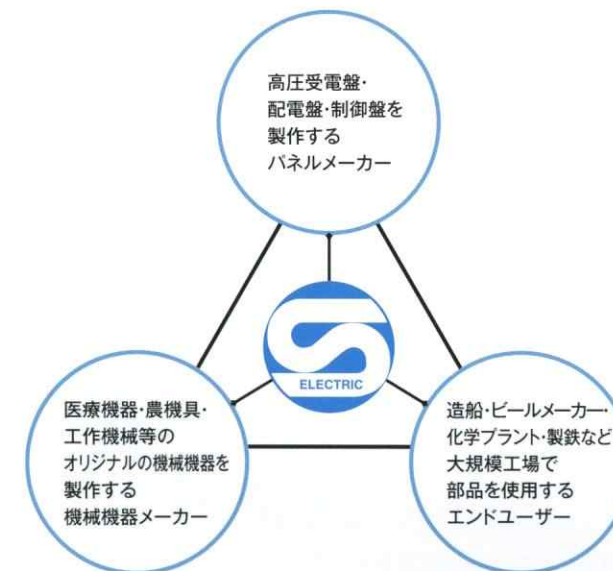 高圧受電盤・
配電盤・制御盤を
製作する
パネルメーカー
ELECTRIC
医療機器・農機具・
工作機械等の
オリジナルの機械機器を
製作する
機械機器メーカー
造船・ビールメーカー・
化学プラント・製鉄など
大規模工場で
部品を使用する
エンドユーザー